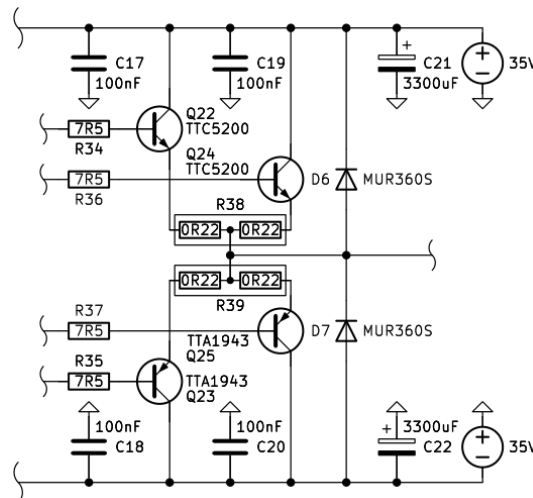 C17
100nF
C19
100nF
+
C21
3300uF
+
35V
Q22
TTC5200
7R5
R34
Q24
TTC5200
7R5
R36
D6
MUR360S
R38
0R22
0R22
0R22
0R22
R39
R37
7R5
TTA1943
Q25
D7
MUR360S
R35
7R5
TTA1943
Q23
100nF
C18
100nF
C20
3300uF
+
C22
+
35V